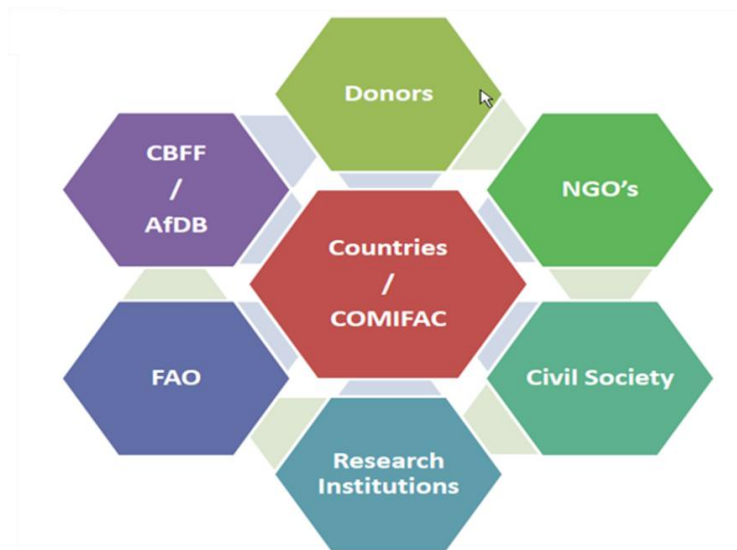 Donors
CBFF
/
AfDB
NGO's
Countries
/
COMIFAC
FAO
Civil Society
Research
Institutions